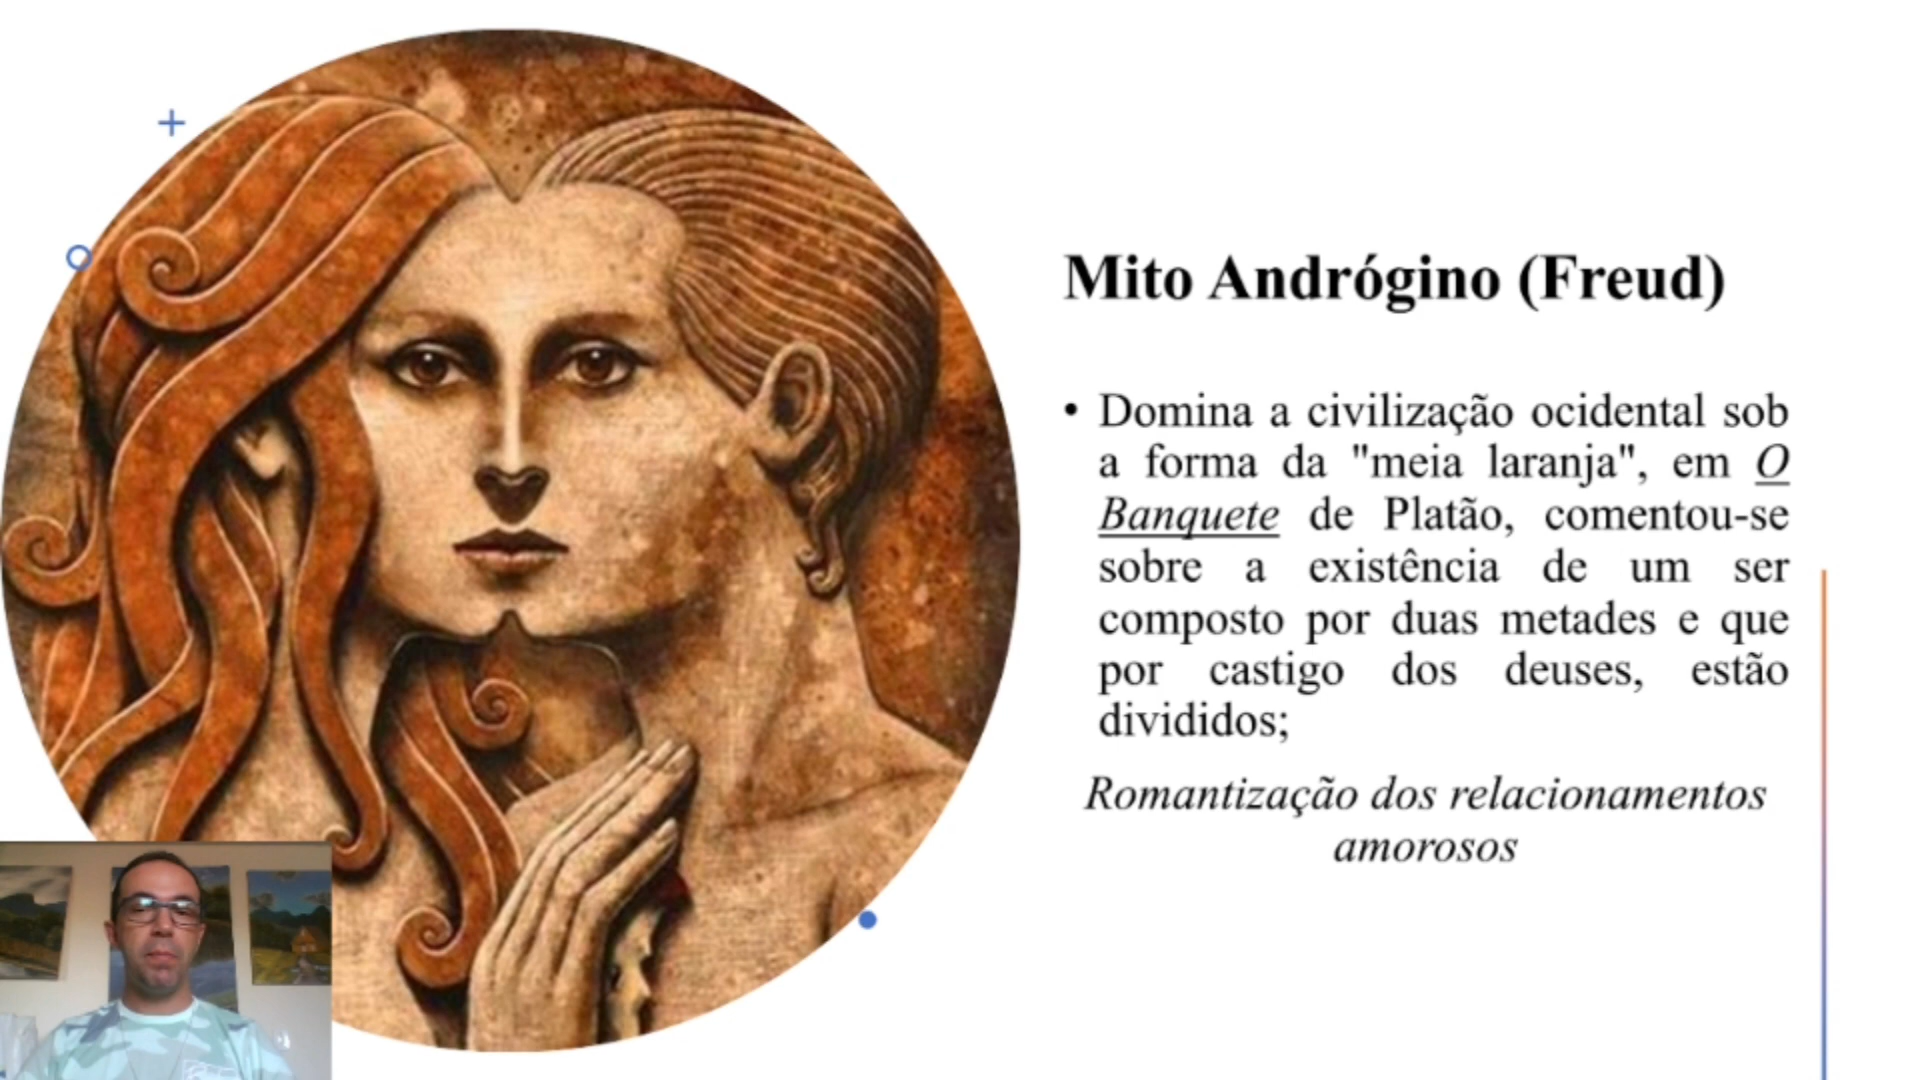 Mito Andrógino (Freud)
• Domina a civilização ocidental sob
a forma da "meia laranja", em O
Banquete de Platão, comentou-se
sobre a existência de um ser
composto por duas metades e que
por castigo dos deuses, estão
divididos;
Romantização dos relacionamentos
amorosos